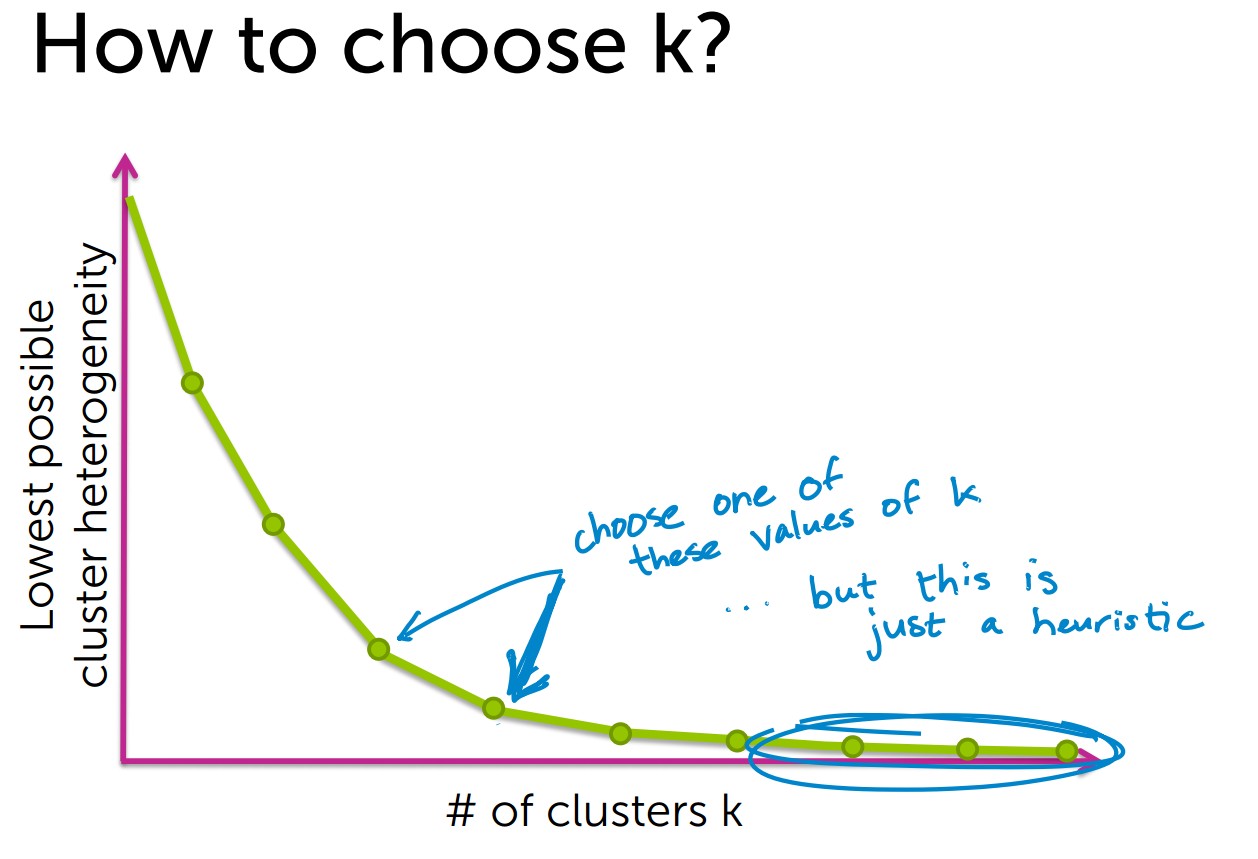 How to choose k?
Lowest possible
cluster heterogeneity
choose one of
these values of k
... but this is
just a heuristic
# of clusters k